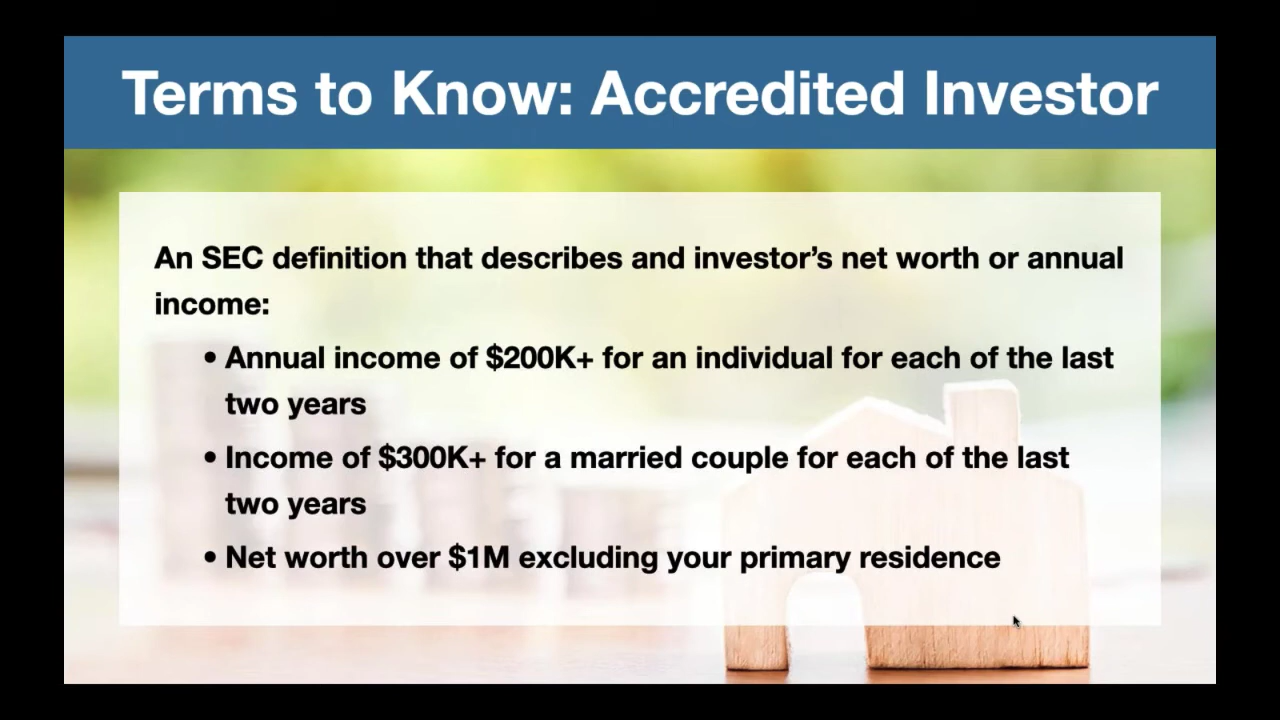 Terms to Know: Accredited Investor
An SEC definition that describes and investor’s net worth or annual
income:
• Annual income of $200K+ for an individual for each of the last
two years
• Income of $300K+ for a married couple for each of the last
two years
• Net worth over $1M excluding your primary residence